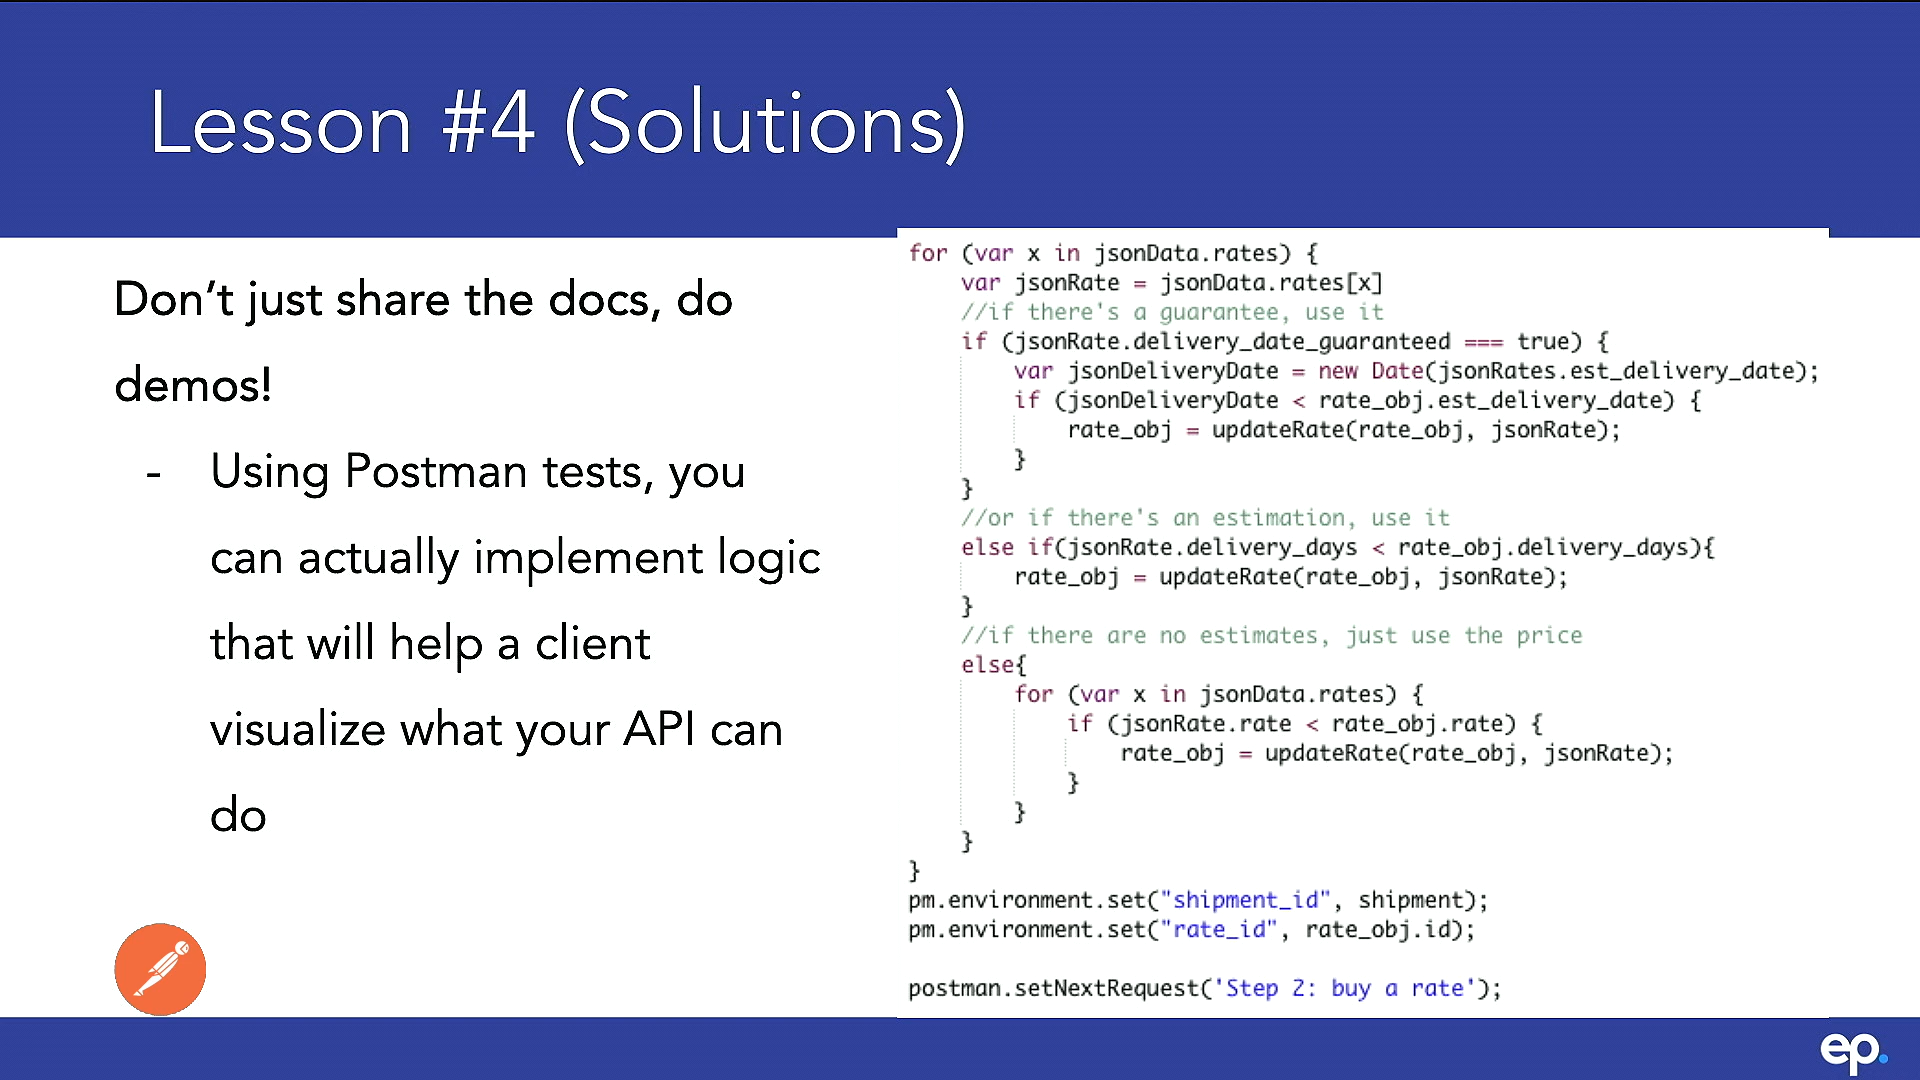 Lesson #4 (Solutions)
Don't just share the docs, do
demos!
- Using Postman tests, you
can actually implement logic
that will help a client
visualize what your API can
do
for (var x in jsonData.rates) {
    var jsonRate = jsonData.rates[x]
    //if there's a guarantee, use it
    if (jsonRate.delivery_date_guaranteed === true) {
        var jsonDeliveryDate = new Date(jsonRates.est_delivery_date);
        if (jsonDeliveryDate < rate_obj.est_delivery_date) {
            rate_obj = updateRate(rate_obj, jsonRate);
        }
    }
    //or if there's an estimation, use it
    else if(jsonRate.delivery_days < rate_obj.delivery_days){
        rate_obj = updateRate(rate_obj, jsonRate);
    }
    //if there are no estimates, just use the price
    else{
        for (var x in jsonData.rates) {
            if (jsonRate.rate < rate_obj.rate) {
                rate_obj = updateRate(rate_obj, jsonRate);
            }
        }
    }
}
pm.environment.set("shipment_id", shipment);
pm.environment.set("rate_id", rate_obj.id);
postman.setNextRequest('Step 2: buy a rate');
ep.